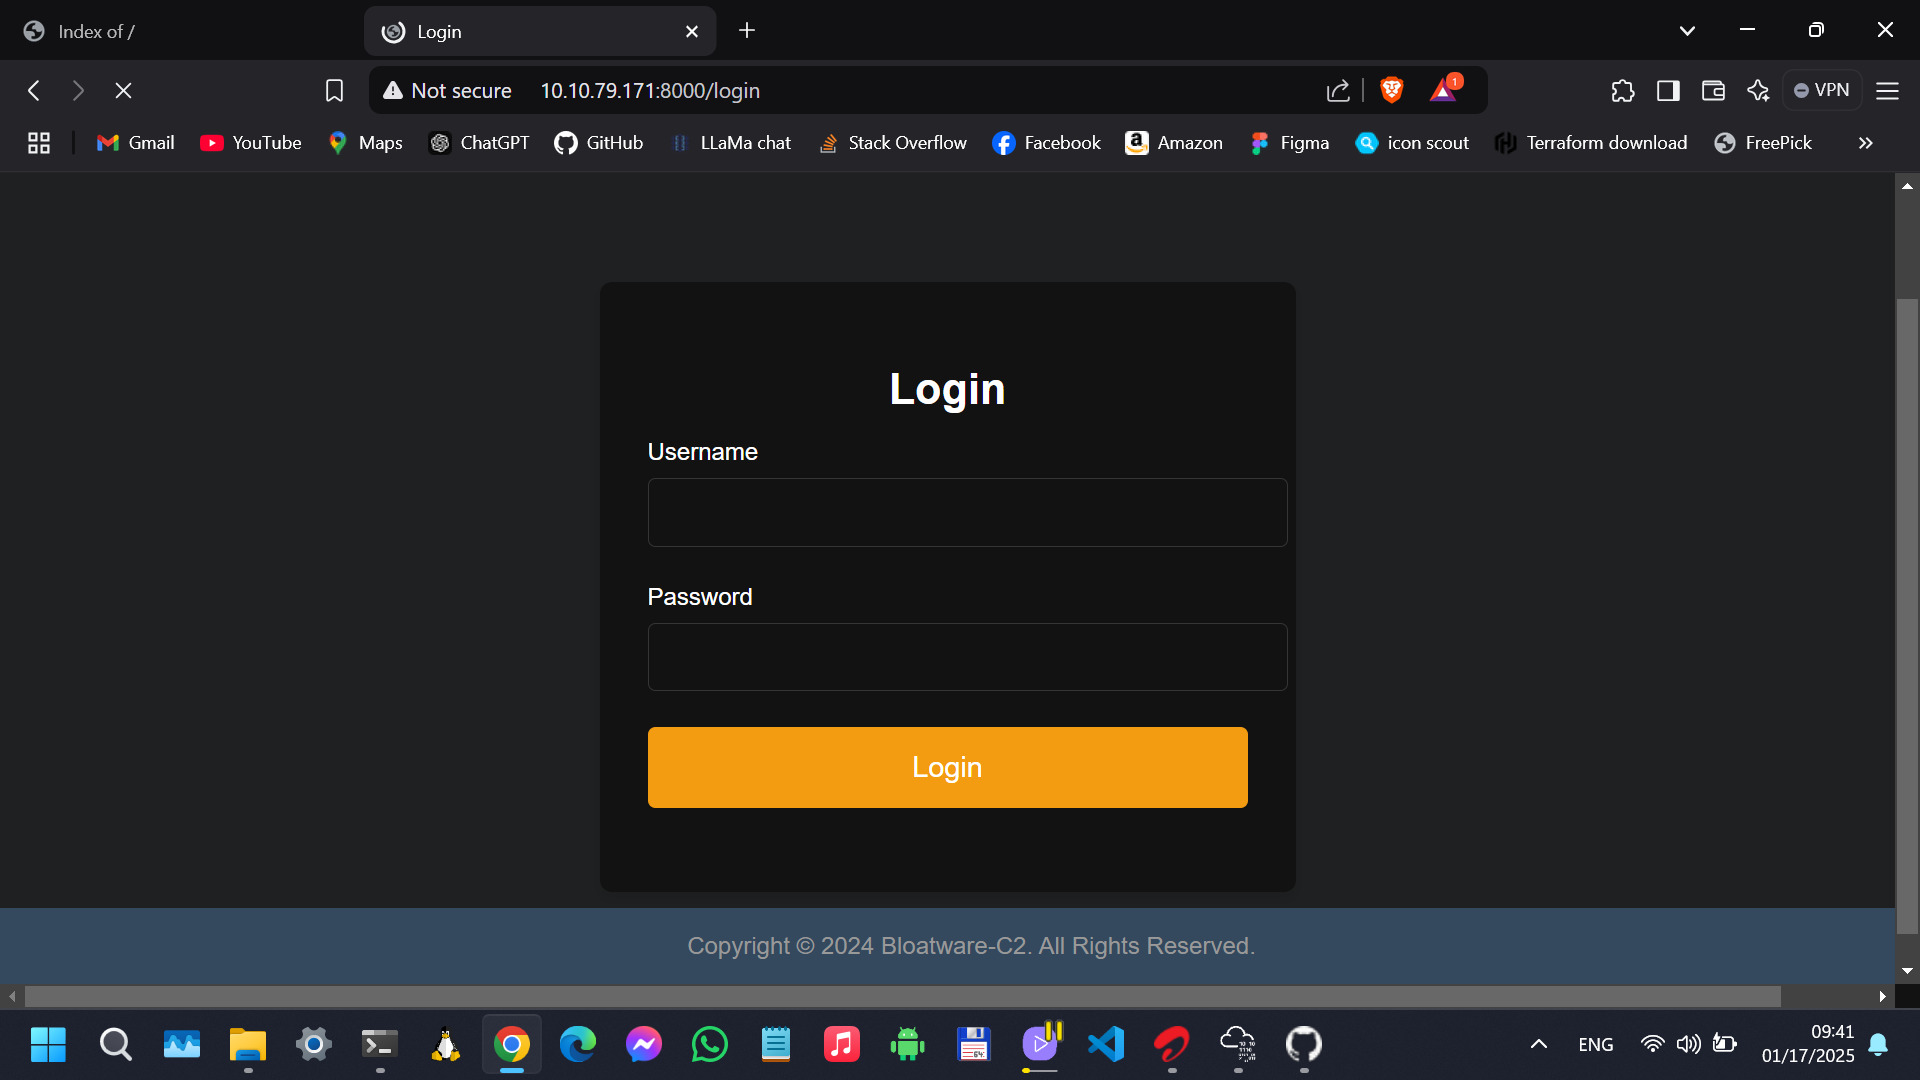 Index of /
Login
Not secure 10.10.79.171:8000/login
1
VPN
Gmail
YouTube
Maps
ChatGPT
GitHub
LLaMa chat
Stack Overflow
Facebook
Amazon
Figma
icon scout
Terraform download
FreePick
Login
Username
Password
Login
Copyright © 2024 Bloatware-C2. All Rights Reserved.
ENG
09:41
01/17/2025